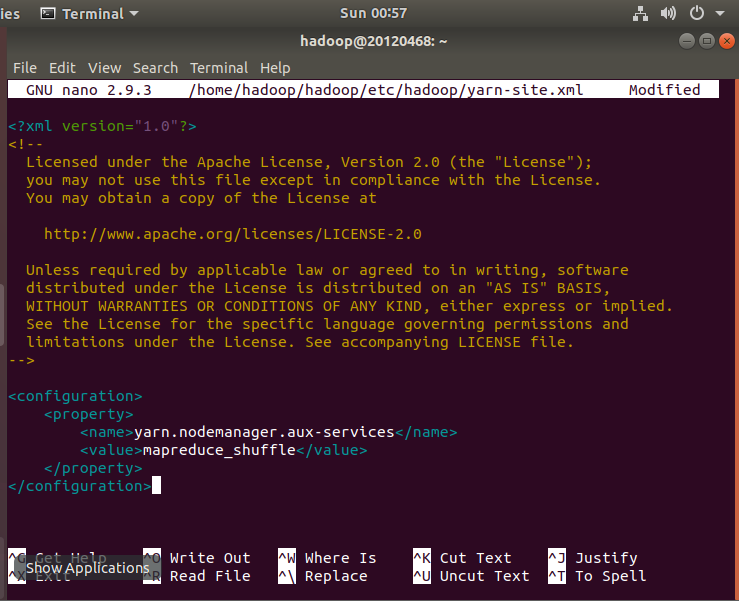 ies Terminal Sun 00:57
hadoop@20120468: ~
File Edit View Search Terminal Help
GNU nano 2.9.3 /home/hadoop/hadoop/etc/hadoop/yarn-site.xml Modified
<?xml version="1.0"?>
<!--
Licensed under the Apache License, Version 2.0 (the "License");
you may not use this file except in compliance with the License.
You may obtain a copy of the License at
http://www.apache.org/licenses/LICENSE-2.0
Unless required by applicable law or agreed to in writing, software
distributed under the License is distributed on an "AS IS" BASIS,
WITHOUT WARRANTIES OR CONDITIONS OF ANY KIND, either express or implied.
See the License for the specific language governing permissions and
limitations under the License. See accompanying LICENSE file.
-->
<configuration>
<property>
<name>yarn.nodemanager.aux-services</name>
<value>mapreduce_shuffle</value>
</property>
</configuration>
^G Get Help ^O Write Out ^W Where Is ^K Cut Text ^J Justify
^X Exit ^R Read File ^\ Replace ^U Uncut Text ^T To Spell
Show Applications